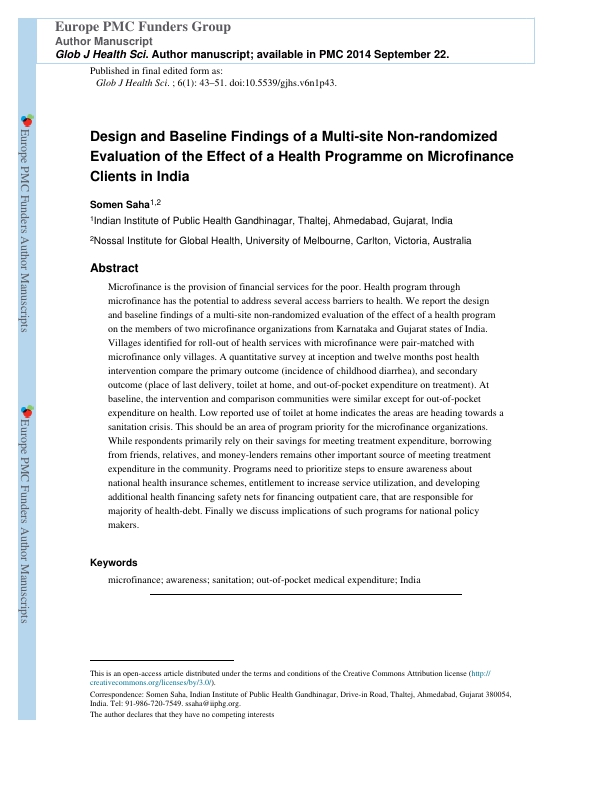 Europe PMC Funders Group
Author Manuscript
Glob J Health Sci. Author manuscript; available in PMC 2014 September 22.
Published in final edited form as:
Glob J Health Sci. ; 6(1): 43–51. doi:10.5539/gjhs.v6n1p43.
Design and Baseline Findings of a Multi-site Non-randomized
Evaluation of the Effect of a Health Programme on Microfinance
Clients in India
Somen Saha1,2
1Indian Institute of Public Health Gandhinagar, Thaltej, Ahmedabad, Gujarat, India
2Nossal Institute for Global Health, University of Melbourne, Carlton, Victoria, Australia
Abstract
Microfinance is the provision of financial services for the poor. Health program through
microfinance has the potential to address several access barriers to health. We report the design
and baseline findings of a multi-site non-randomized evaluation of the effect of a health program
on the members of two microfinance organizations from Karnataka and Gujarat states of India.
Villages identified for roll-out of health services with microfinance were pair-matched with
microfinance only villages. A quantitative survey at inception and twelve months post health
intervention compare the primary outcome (incidence of childhood diarrhea), and secondary
outcome (place of last delivery, toilet at home, and out-of-pocket expenditure on treatment). At
baseline, the intervention and comparison communities were similar except for out-of-pocket
expenditure on health. Low reported use of toilet at home indicates the areas are heading towards a
sanitation crisis. This should be an area of program priority for the microfinance organizations.
While respondents primarily rely on their savings for meeting treatment expenditure, borrowing
from friends, relatives, and money-lenders remains other important source of meeting treatment
expenditure in the community. Programs need to prioritize steps to ensure awareness about
national health insurance schemes, entitlement to increase service utilization, and developing
additional health financing safety nets for financing outpatient care, that are responsible for
majority of health-debt. Finally we discuss implications of such programs for national policy
makers.
Keywords
microfinance; awareness; sanitation; out-of-pocket medical expenditure; India
This is an open-access article distributed under the terms and conditions of the Creative Commons Attribution license (http://
creativecommons.org/licenses/by/3.0/).
Correspondence: Somen Saha, Indian Institute of Public Health Gandhinagar, Drive-in Road, Thaltej, Ahmedabad, Gujarat 380054,
India. Tel: 91-986-720-7549. ssaha@iiphg.org.
The author declares that they have no competing interests
Europe PMC Funders Author Manuscripts
Europe PMC Funders Author Manuscripts